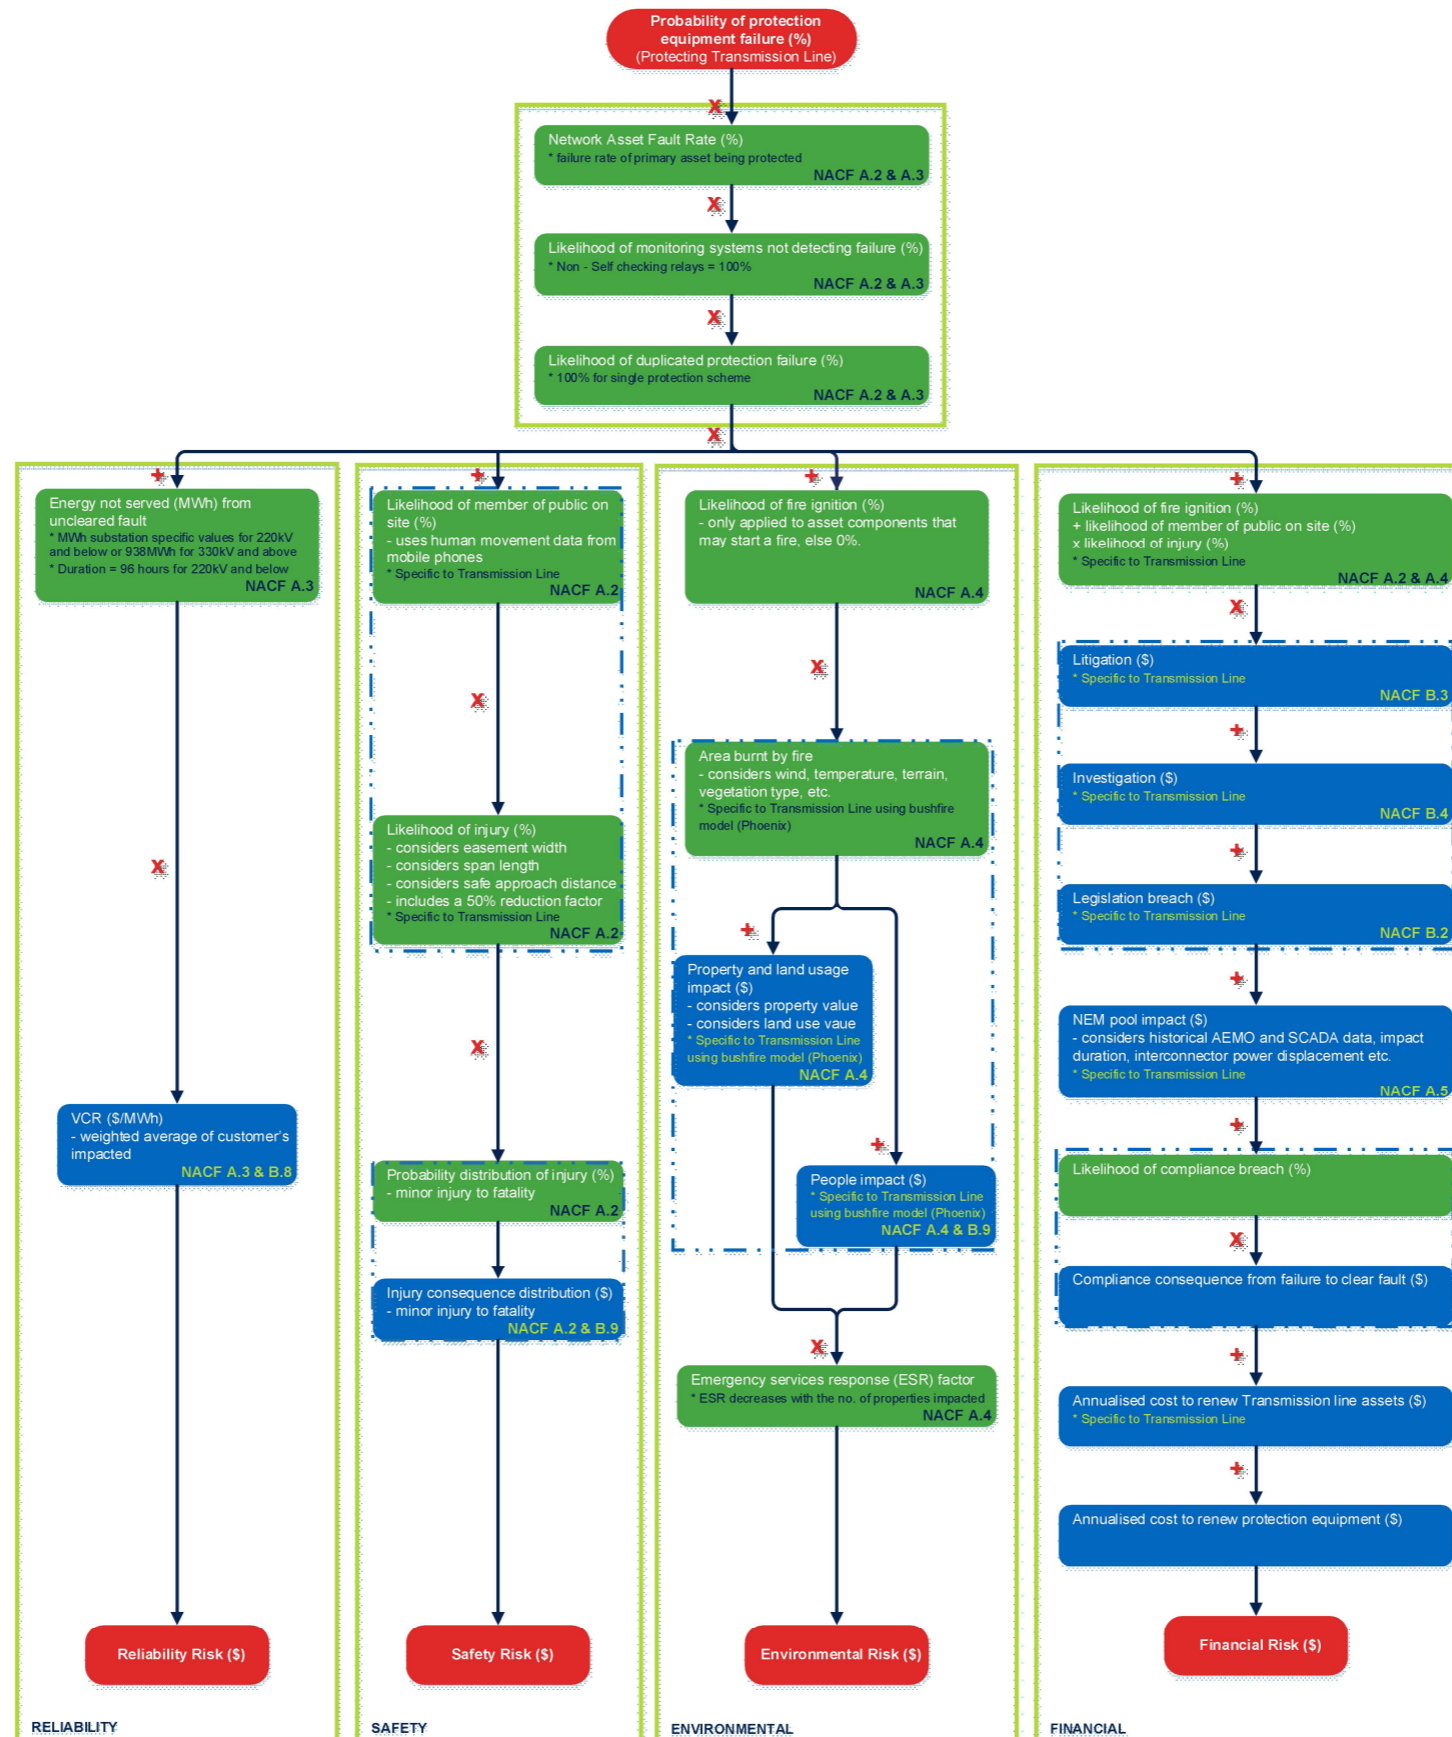 Probability of protection
equipment failure (%)
(Protecting Transmission Line)
x
Network Asset Fault Rate (%)
* failure rate of primary asset being protected
NACF A.2 & A.3
x
Likelihood of monitoring systems not detecting failure (%)
* Non - Self checking relays = 100%
NACF A.2 & A.3
x
Likelihood of duplicated protection failure (%)
* 100% for single protection scheme
NACF A.2 & A.3
x
+
Energy not served (MWh) from
uncleared fault
* MWh substation specific values for 220kV
and below or 938MWh for 330kV and above
* Duration = 96 hours for 220kV and below
NACF A.3
x
VCR ($/MWh)
- weighted average of customer's
impacted
NACF A.3 & B.8
Reliability Risk ($)
RELIABILITY
+
Likelihood of member of public on
site (%)
- uses human movement data from
mobile phones
* Specific to Transmission Line
NACF A.2
x
Likelihood of injury (%)
- considers easement width
- considers span length
- considers safe approach distance
- includes a 50% reduction factor
* Specific to Transmission Line
NACF A.2
x
Probability distribution of injury (%)
- minor injury to fatality
NACF A.2
Injury consequence distribution ($)
- minor injury to fatality
NACF A.2 & B.9
Safety Risk ($)
SAFETY
+
Likelihood of fire ignition (%)
- only applied to asset components that
may start a fire, else 0%.
NACF A.4
x
Area burnt by fire
- considers wind, temperature, terrain,
vegetation type, etc.
* Specific to Transmission Line using bushfire
model (Phoenix)
NACF A.4
+
Property and land usage
impact ($)
- considers property value
- considers land use vaue
* Specific to Transmission Line
using bushfire model (Phoenix)
NACF A.4
+
People impact ($)
* Specific to Transmission Line
using bushfire model (Phoenix)
NACF A.4 & B.9
x
Emergency services response (ESR) factor
* ESR decreases with the no. of properties impacted
NACF A.4
Environmental Risk ($)
ENVIRONMENTAL
+
Likelihood of fire ignition (%)
+ likelihood of member of public on site (%)
x likelihood of injury (%)
* Specific to Transmission Line
NACF A.2 & A.4
x
Litigation ($)
* Specific to Transmission Line
NACF B.3
+
Investigation ($)
* Specific to Transmission Line
NACF B.4
+
Legislation breach ($)
* Specific to Transmission Line
NACF B.2
+
NEM pool impact ($)
- considers historical AEMO and SCADA data, impact
duration, interconnector power displacement etc.
* Specific to Transmission Line
NACF A.5
+
Likelihood of compliance breach (%)
x
Compliance consequence from failure to clear fault ($)
+
Annualised cost to renew Transmission line assets ($)
* Specific to Transmission Line
+
Annualised cost to renew protection equipment ($)
Financial Risk ($)
FINANCIAL